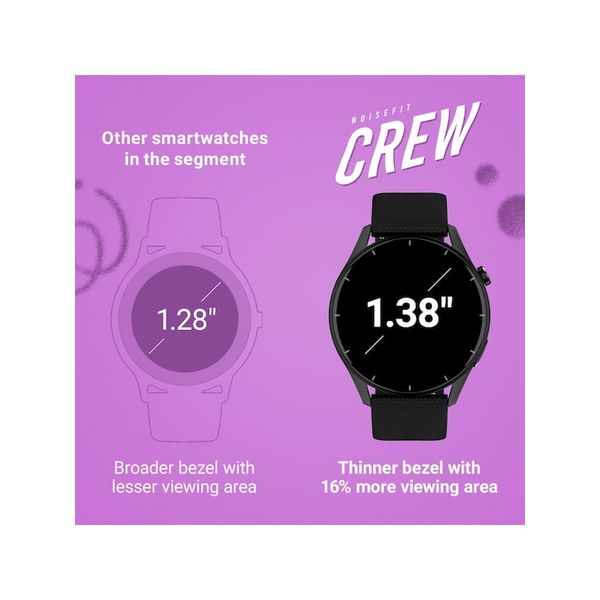 Other smartwatches
in the segment
NOISEFIT
CREW
1.28"
1.38"
Broader bezel with
lesser viewing area
Thinner bezel with
16% more viewing area